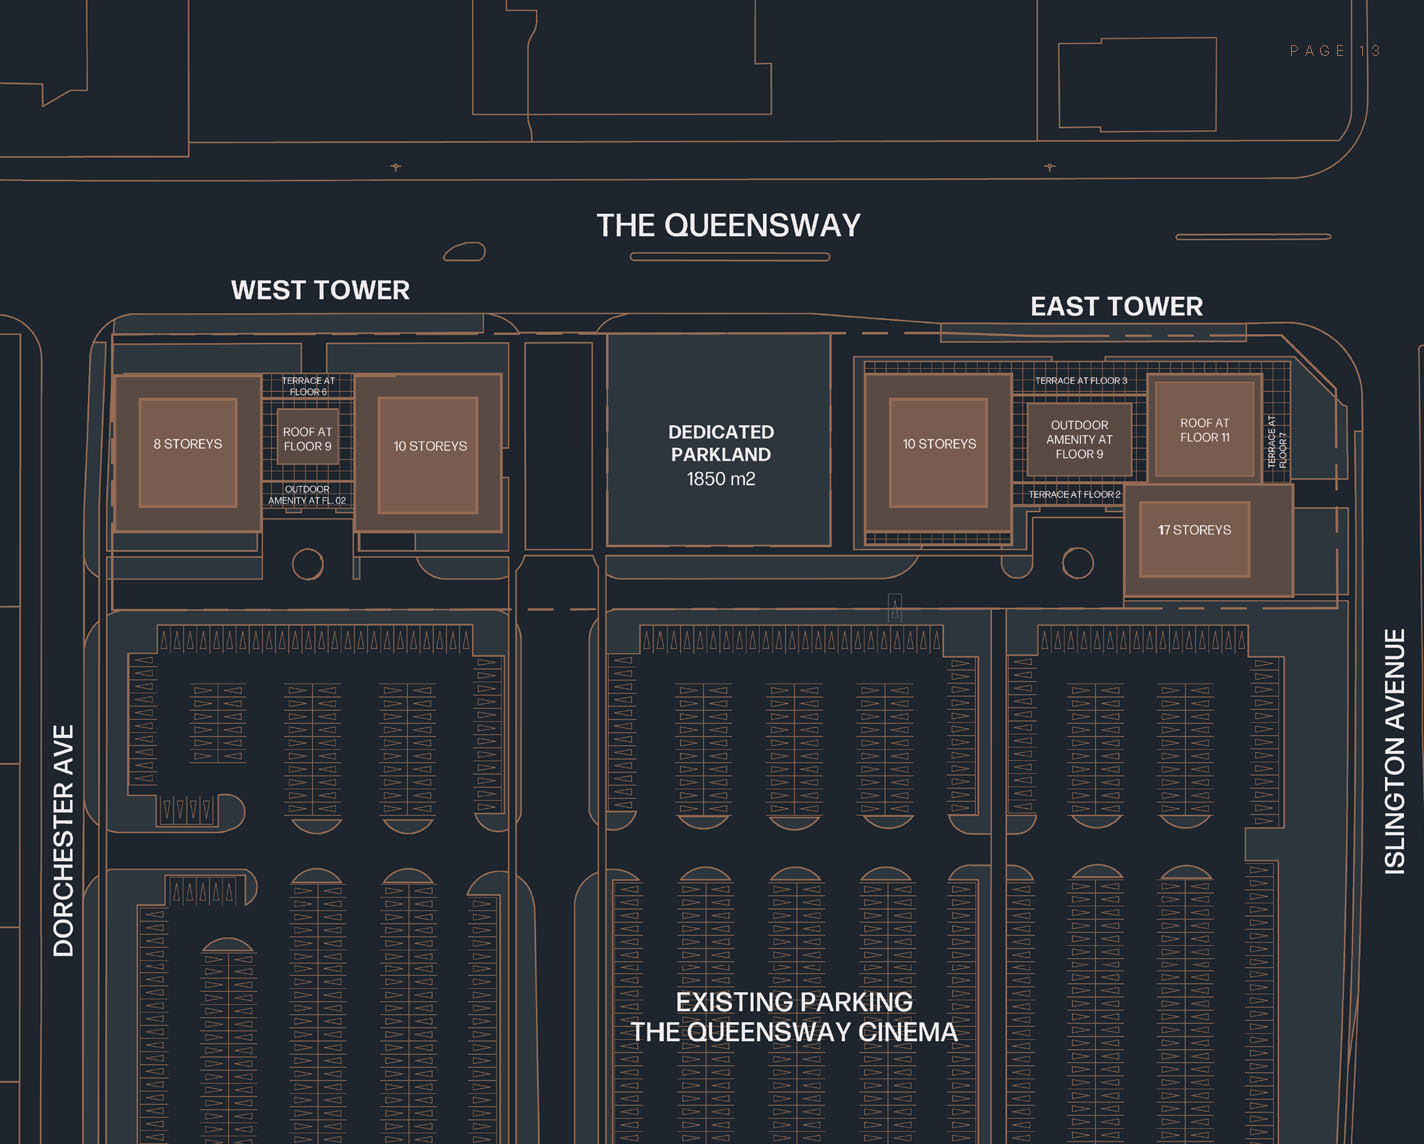 PAGE 13
THE QUEENSWAY
WEST TOWER
EAST TOWER
TERRACE AT
FLOOR 6
8 STOREYS
ROOF AT
FLOOR 9
10 STOREYS
OUTDOOR
AMENITY AT FL. 02
DEDICATED
PARKLAND
1850 m2
TERRACE AT FLOOR 3
10 STOREYS
OUTDOOR
AMENITY AT
FLOOR 9
ROOF AT
FLOOR 11
TERRACE AT
FLOOR 7
TERRACE AT FLOOR 2
17 STOREYS
DORCHESTER AVE
ISLINGTON AVENUE
EXISTING PARKING
THE QUEENSWAY CINEMA